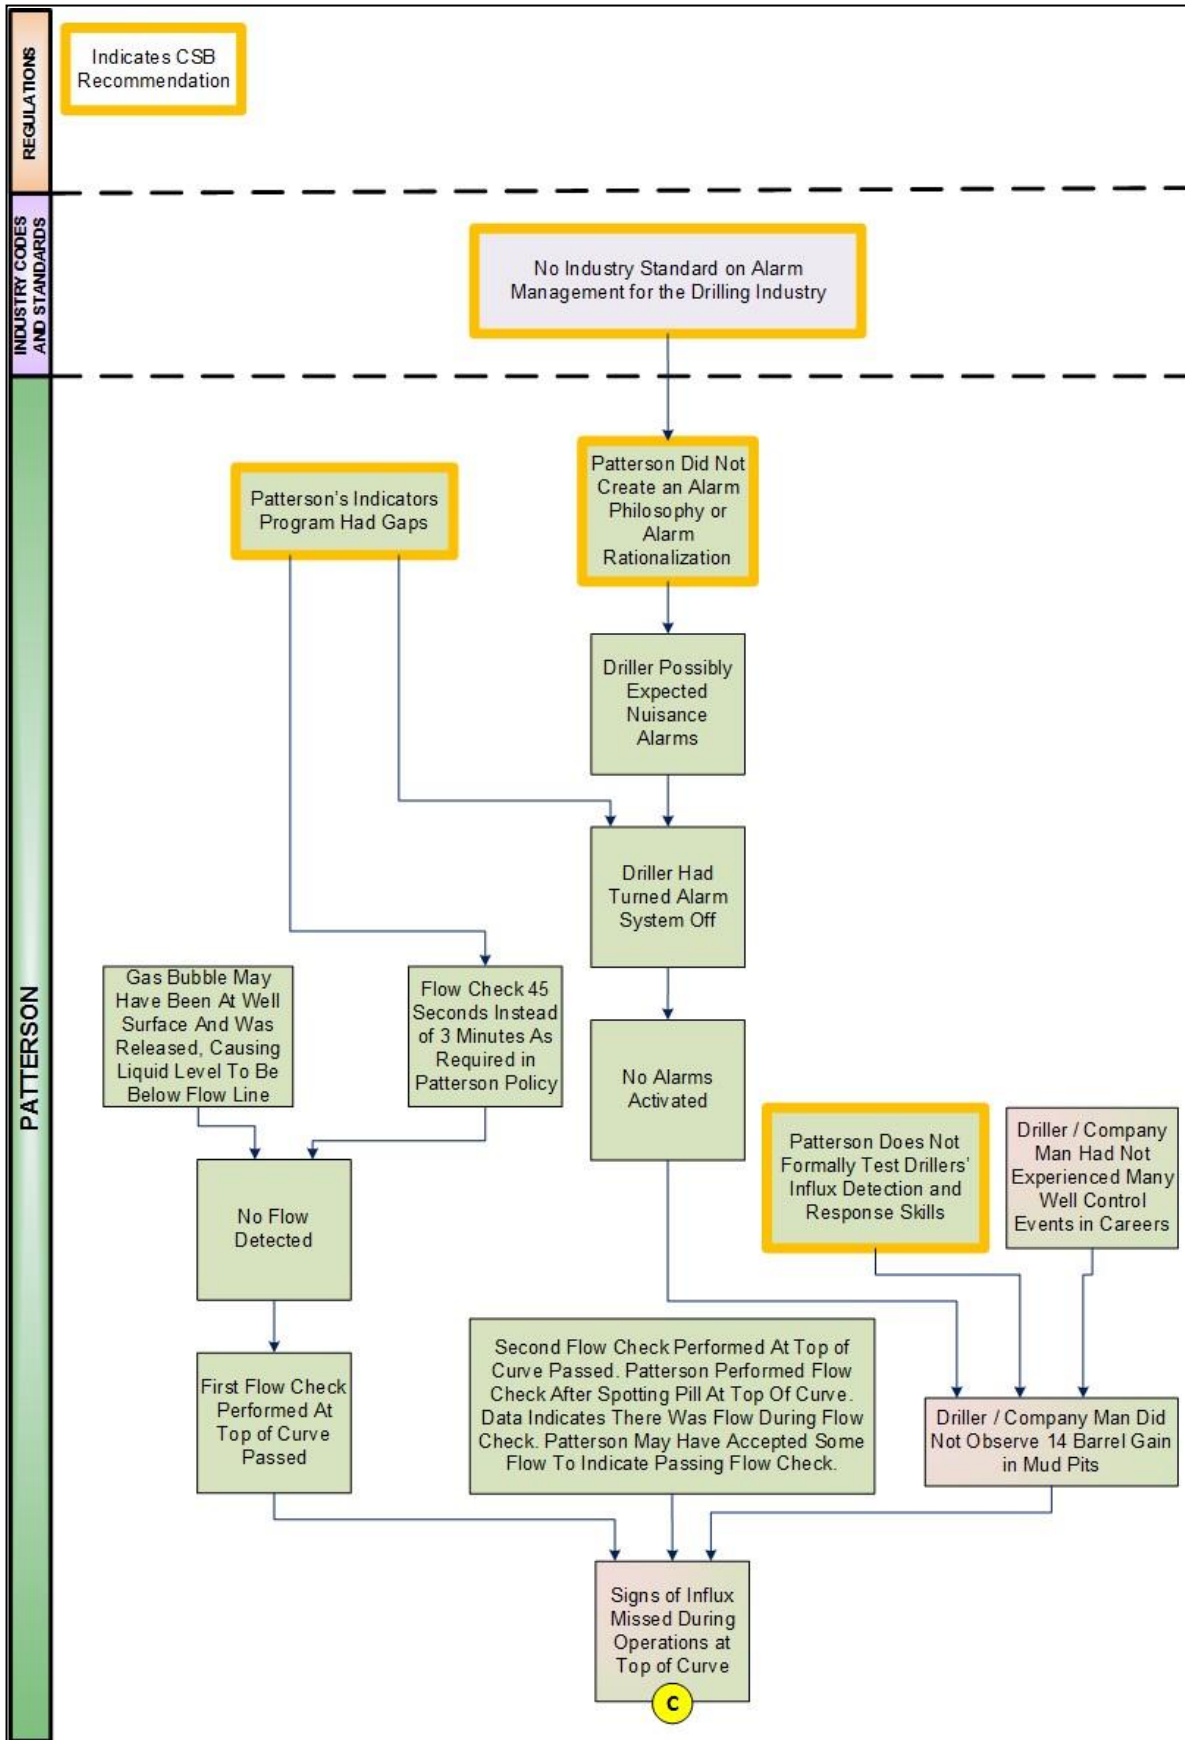 REGULATIONS
Indicates CSB
Recommendation
INDUSTRY CODES
AND STANDARDS
No Industry Standard on Alarm
Management for the Drilling Industry
PATTERSON
Patterson's Indicators
Program Had Gaps
Patterson Did Not
Create an Alarm
Philosophy or
Alarm
Rationalization
Driller Possibly
Expected
Nuisance
Alarms
Driller Had
Turned Alarm
System Off
Gas Bubble May
Have Been At Well
Surface And Was
Released, Causing
Liquid Level To Be
Below Flow Line
Flow Check 45
Seconds Instead
of 3 Minutes As
Required in
Patterson Policy
No Alarms
Activated
Patterson Does Not
Formally Test Drillers'
Influx Detection and
Response Skills
Driller / Company
Man Had Not
Experienced Many
Well Control
Events in Careers
No Flow
Detected
First Flow Check
Performed At
Top of Curve
Passed
Second Flow Check Performed At Top of
Curve Passed. Patterson Performed Flow
Check After Spotting Pill At Top Of Curve.
Data Indicates There Was Flow During Flow
Check. Patterson May Have Accepted Some
Flow To Indicate Passing Flow Check.
Driller / Company Man Did
Not Observe 14 Barrel Gain
in Mud Pits
Signs of Influx
Missed During
Operations at
Top of Curve
C